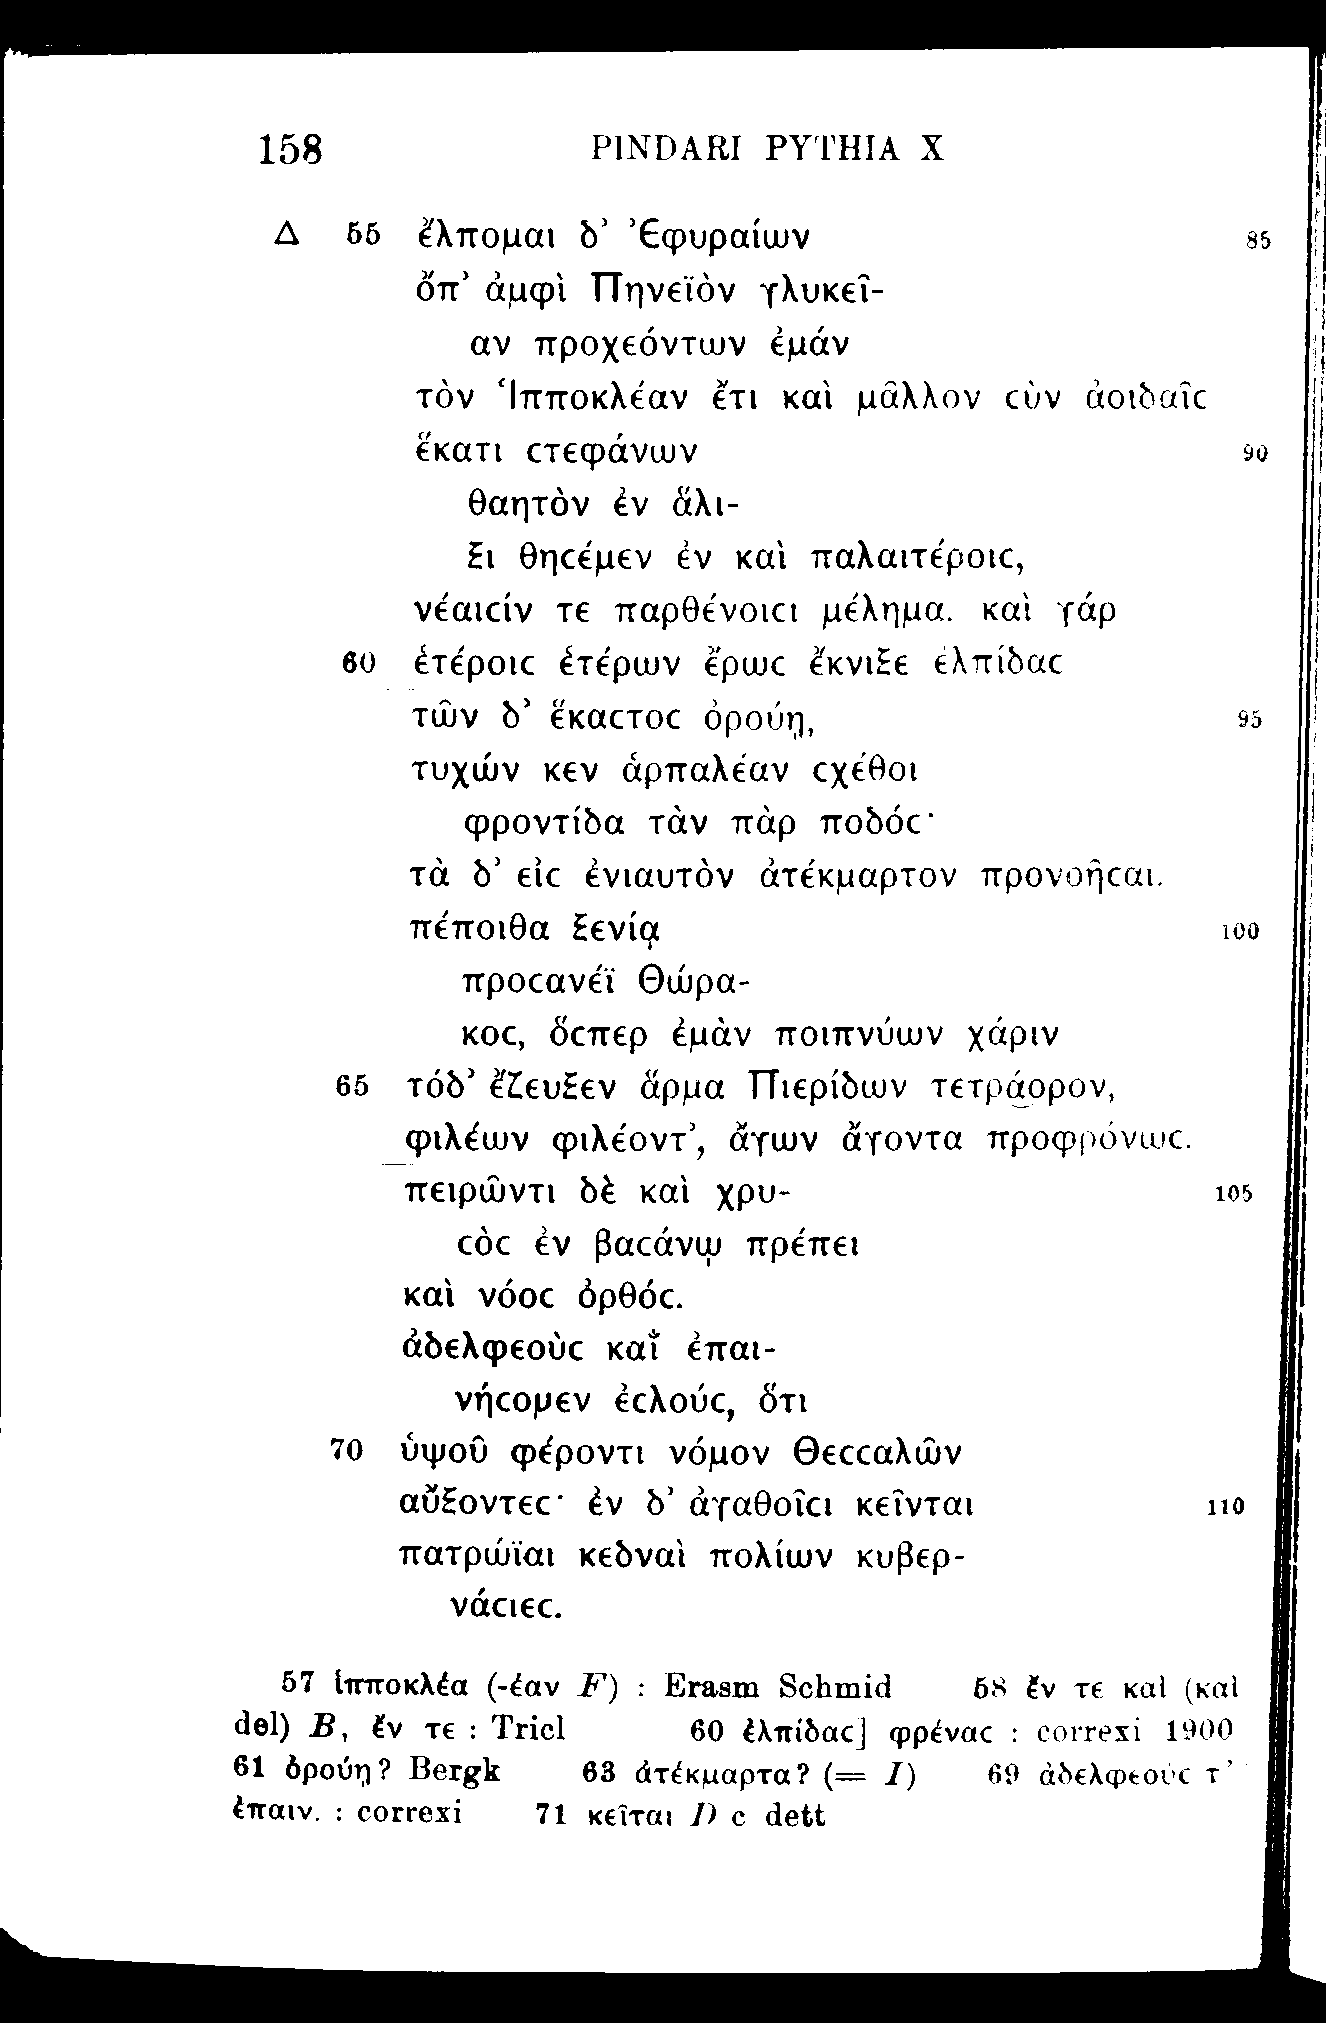 158 PINDARI PYTHIA X
Δ 55 ἔλπομαι δ’ Ἐφυραίων 85
ὄπ’ ἀμφὶ Πηνεϊὸν γλυκεῖ-
αν προχεόντων ἐμάν
τὸν Ἱπποκλέαν ἔτι καὶ μᾶλλον ϲὺν ἀοιδαῖϲ
ἕκατι ϲτεφάνων 90
θαητὸν ἐν ἅλι-
ξι θηϲέμεν ἐν καὶ παλαιτέροιϲ,
νέαιϲίν τε παρθένοιϲι μέλημα. καὶ γάρ
60 ἑτέροιϲ ἑτέρων ἔρωϲ ἔκνιξε ἐλπίδαϲ
τῶν δ’ ἕκαϲτοϲ ὀρούῃ, 95
τυχών κεν ἁρπαλέαν ϲχέθοι
φροντίδα τὰν πὰρ ποδόϲ·
τὰ δ’ εἰϲ ἐνιαυτὸν ἀτέκμαρτον προνοῆϲαι.
πέποιθα ξενίᾳ 100
προϲανέϊ Θώρα-
κοϲ, ὅϲπερ ἐμὰν ποιπνύων χάριν
65 τόδ’ ἔζευξεν ἅρμα Πιερίδων τετράορον,
φιλέων φιλέοντ’, ἄγων ἄγοντα προφρόνωϲ.
πειρῶντι δὲ καὶ χρυ- 105
ϲὸϲ ἐν βαϲάνῳ πρέπει
καὶ νόοϲ ὀρθόϲ.
ἀδελφεοὺϲ καῒ ἐπαι-
νήϲομεν ἐϲλούϲ, ὅτι
70 ὑψοῦ φέροντι νόμον Θεϲϲαλῶν
αὔξοντεϲ· ἐν δ’ ἀγαθοῖϲι κεῖνται 110
πατρώϊαι κεδναὶ πολίων κυβερ-
νάϲιεϲ.
57 ἱπποκλέα (-έαν F) : Erasm Schmid 58 ἔν τε καὶ (καὶ
del) B, ἔν τε : Tricl 60 ἐλπίδαϲ] φρέναϲ : correxi 1900
61 ὀρούῃ? Bergk 63 ἀτέκμαρτα? (= I) 69 ἀδελφεούϲ τ’
ἐπαιν. : correxi 71 κεῖται D c dett